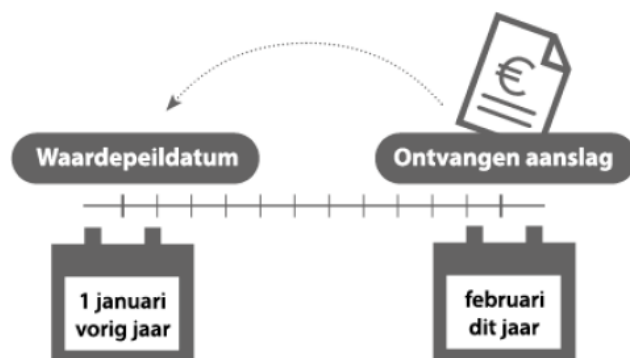 €
Waardepeildatum
Ontvangen aanslag
1 januari
vorig jaar
februari
dit jaar